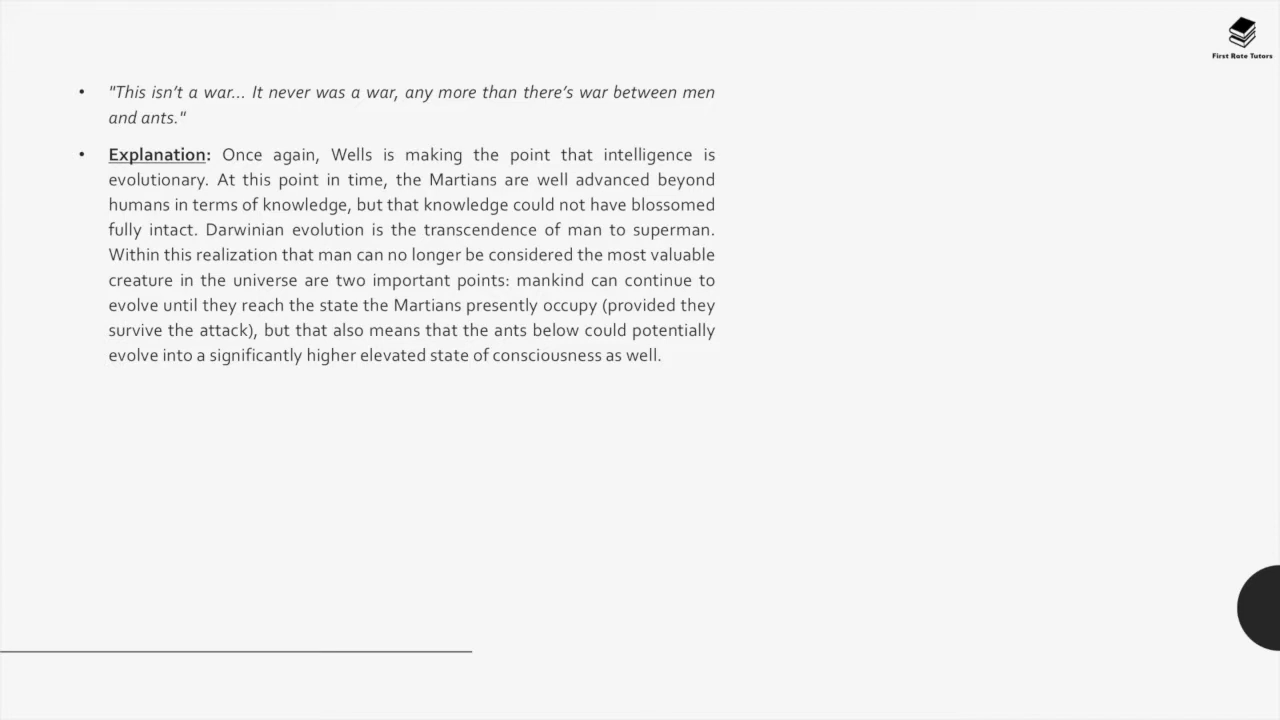 First Rate Tutors
• "This isn’t a war... It never was a war, any more than there’s war between men
and ants."
• Explanation: Once again, Wells is making the point that intelligence is
evolutionary. At this point in time, the Martians are well advanced beyond
humans in terms of knowledge, but that knowledge could not have blossomed
fully intact. Darwinian evolution is the transcendence of man to superman.
Within this realization that man can no longer be considered the most valuable
creature in the universe are two important points: mankind can continue to
evolve until they reach the state the Martians presently occupy (provided they
survive the attack), but that also means that the ants below could potentially
evolve into a significantly higher elevated state of consciousness as well.